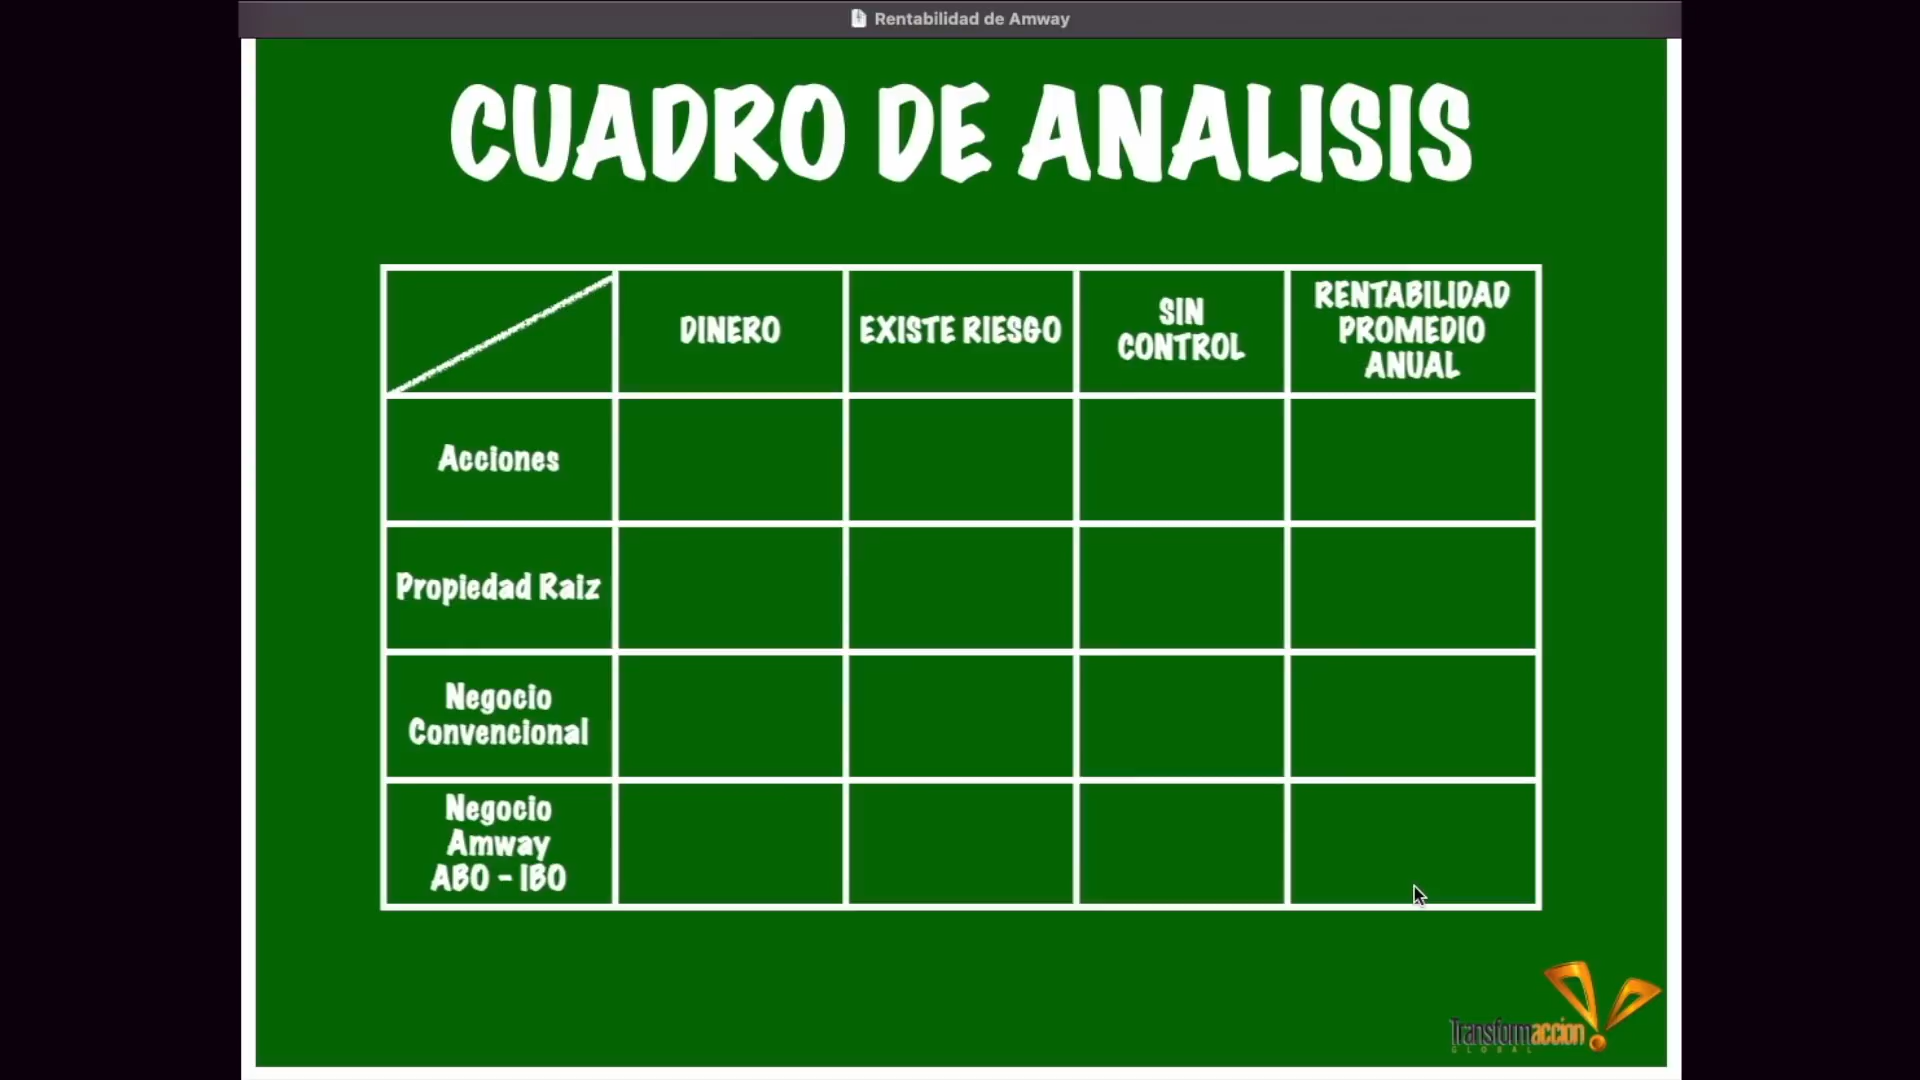 Rentabilidad de Amway
CUADRO DE ANALISIS
DINERO
EXISTE RIESGO
SIN
CONTROL
RENTABILIDAD
PROMEDIO
ANUAL
Acciones
Propiedad Raiz
Negocio
Convencional
Negocio
Amway
ABO - IBO
Transformaccion
GLOBAL